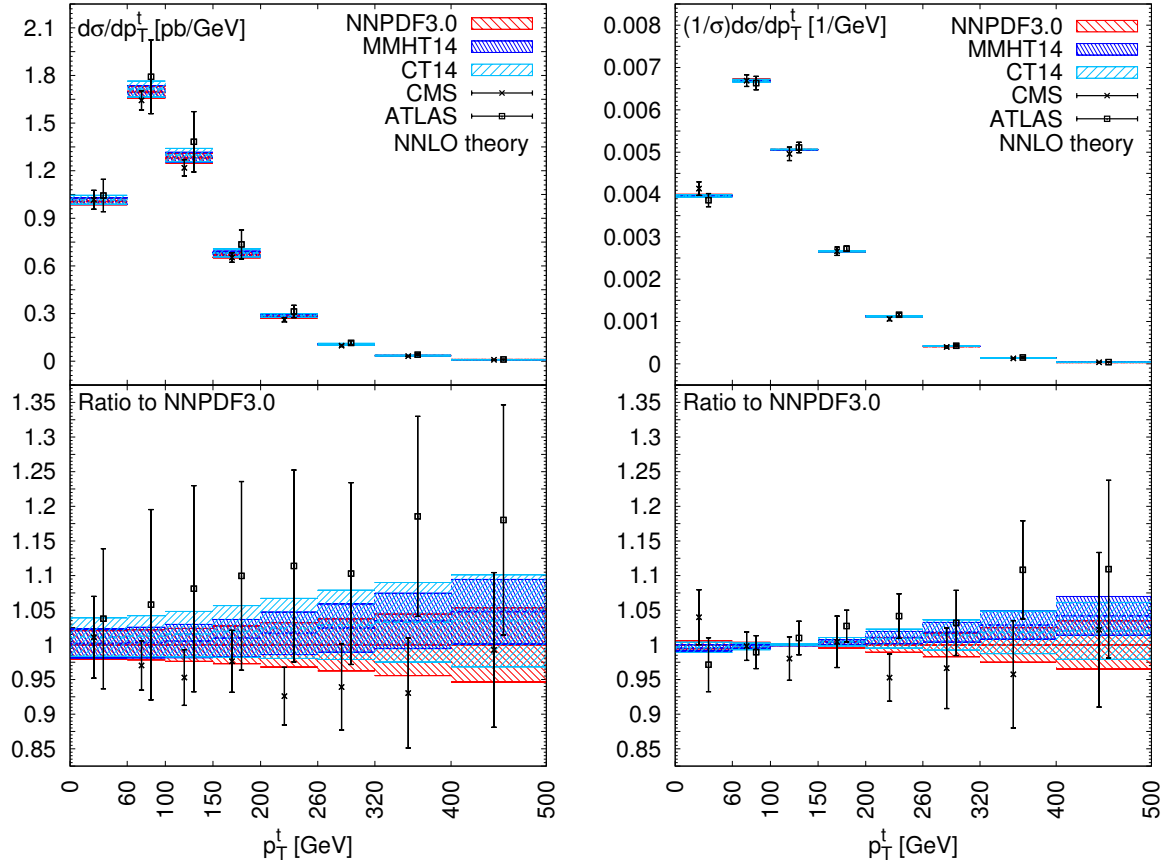 dσ/dp_T^t [pb/GeV]
NNPDF3.0
MMHT14
CT14
CMS
ATLAS
NNLO theory
2.1
1.8
1.5
1.2
0.9
0.6
0.3
0
Ratio to NNPDF3.0
1.35
1.3
1.25
1.2
1.15
1.1
1.05
1
0.95
0.9
0.85
0 60 100 150 200 260 320 400 500
p_T^t [GeV]
(1/σ)dσ/dp_T^t [1/GeV]
NNPDF3.0
MMHT14
CT14
CMS
ATLAS
NNLO theory
0.007
0.006
0.005
0.004
0.003
0.002
0.001
0
Ratio to NNPDF3.0
1.35
1.3
1.25
1.2
1.15
1.1
1.05
1
0.95
0.9
0.85
0 60 100 150 200 260 320 400 500
p_T^t [GeV]